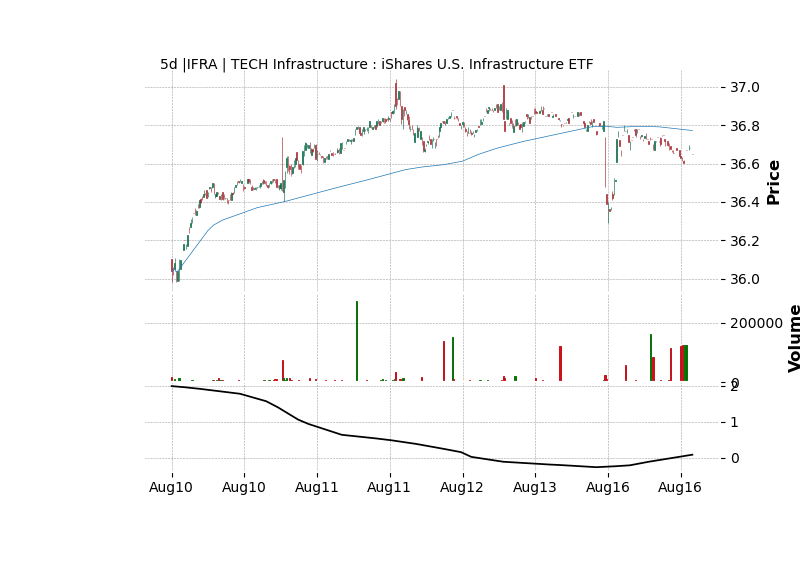 5d |IFRA | TECH Infrastructure : iShares U.S. Infrastructure ETF
37.0
36.8
36.6
36.4
36.2
36.0
Price
200000
0
Volume
2
1
0
Aug10 Aug10 Aug11 Aug11 Aug12 Aug13 Aug16 Aug16